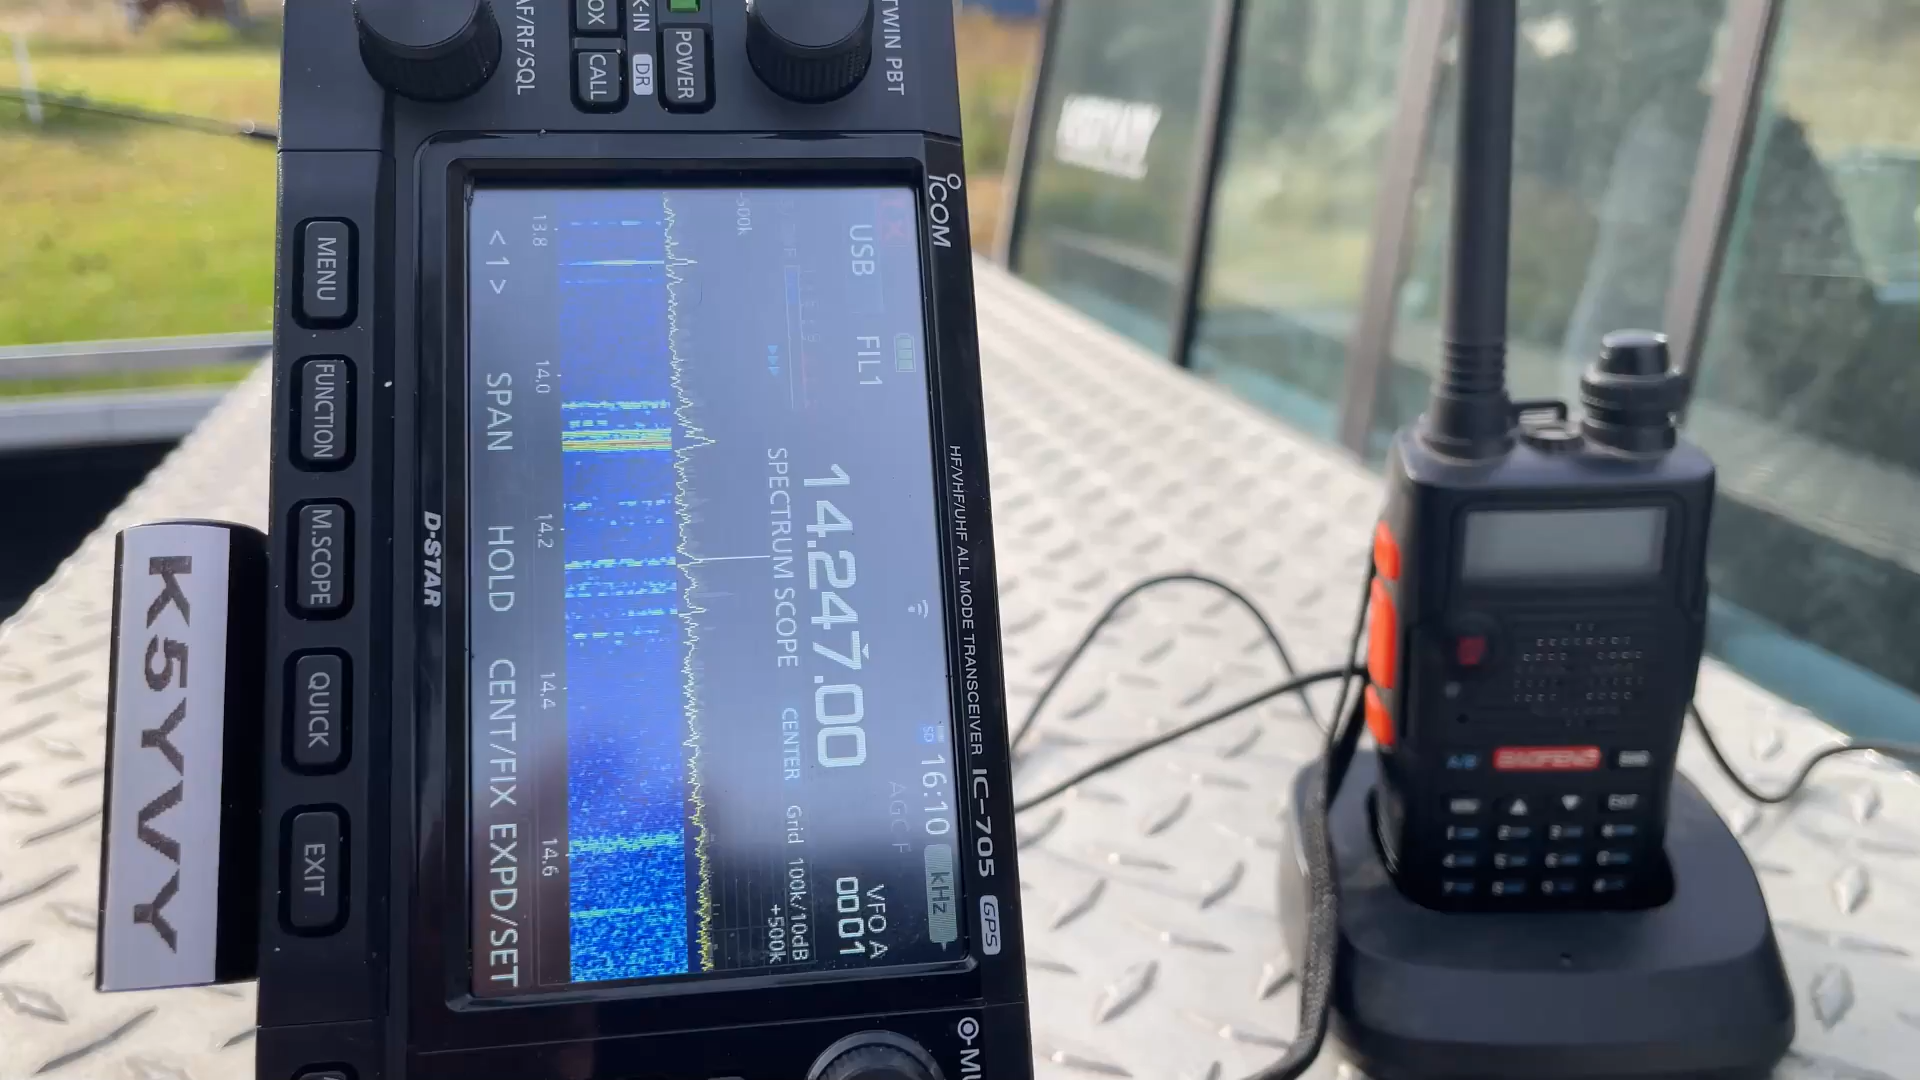 AF/RF/SQL
CALL
DR
POWER
TWIN PBT
ICOM
HF/VHF/UHF ALL MODE TRANSCEIVER IC-705
GPS
USB
FIL1
16:10
kHz
14.247.00
VFO A
0001
SPECTRUM SCOPE
CENTER
Grid 100k/10dB
+500k
13.8
14.0
14.2
14.4
14.6
< 1 >
SPAN
HOLD
CENT/FIX
EXPD/SET
D-STAR
MENU
FUNCTION
M.SCOPE
QUICK
EXIT
K5YVY
BAOFENG
A/B